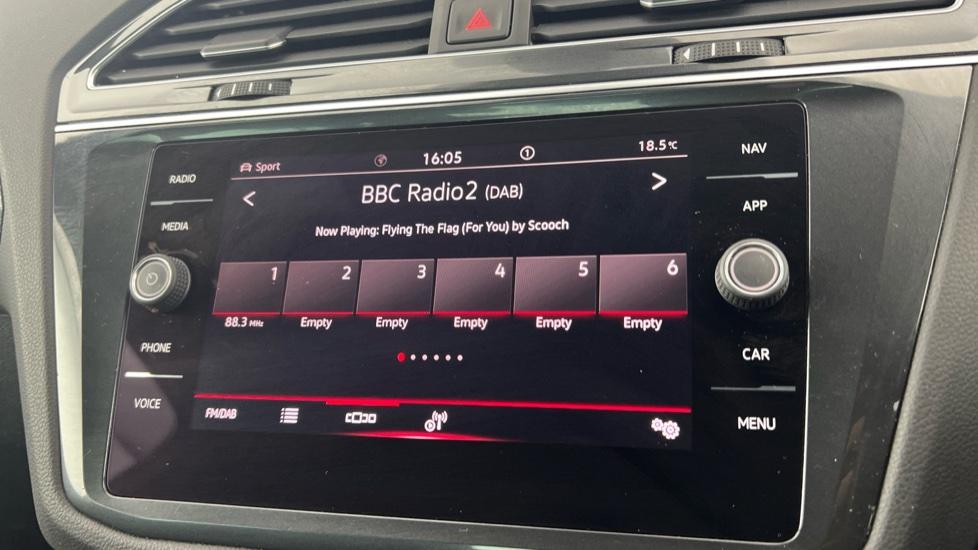 Sport 16:05 1 18.5°C
RADIO
NAV
< BBC Radio2 (DAB) >
APP
MEDIA
Now Playing: Flying The Flag (For You) by Scooch
1 2 3 4 5 6
88.3 MHz Empty Empty Empty Empty Empty
PHONE
CAR
VOICE
FM/DAB
MENU